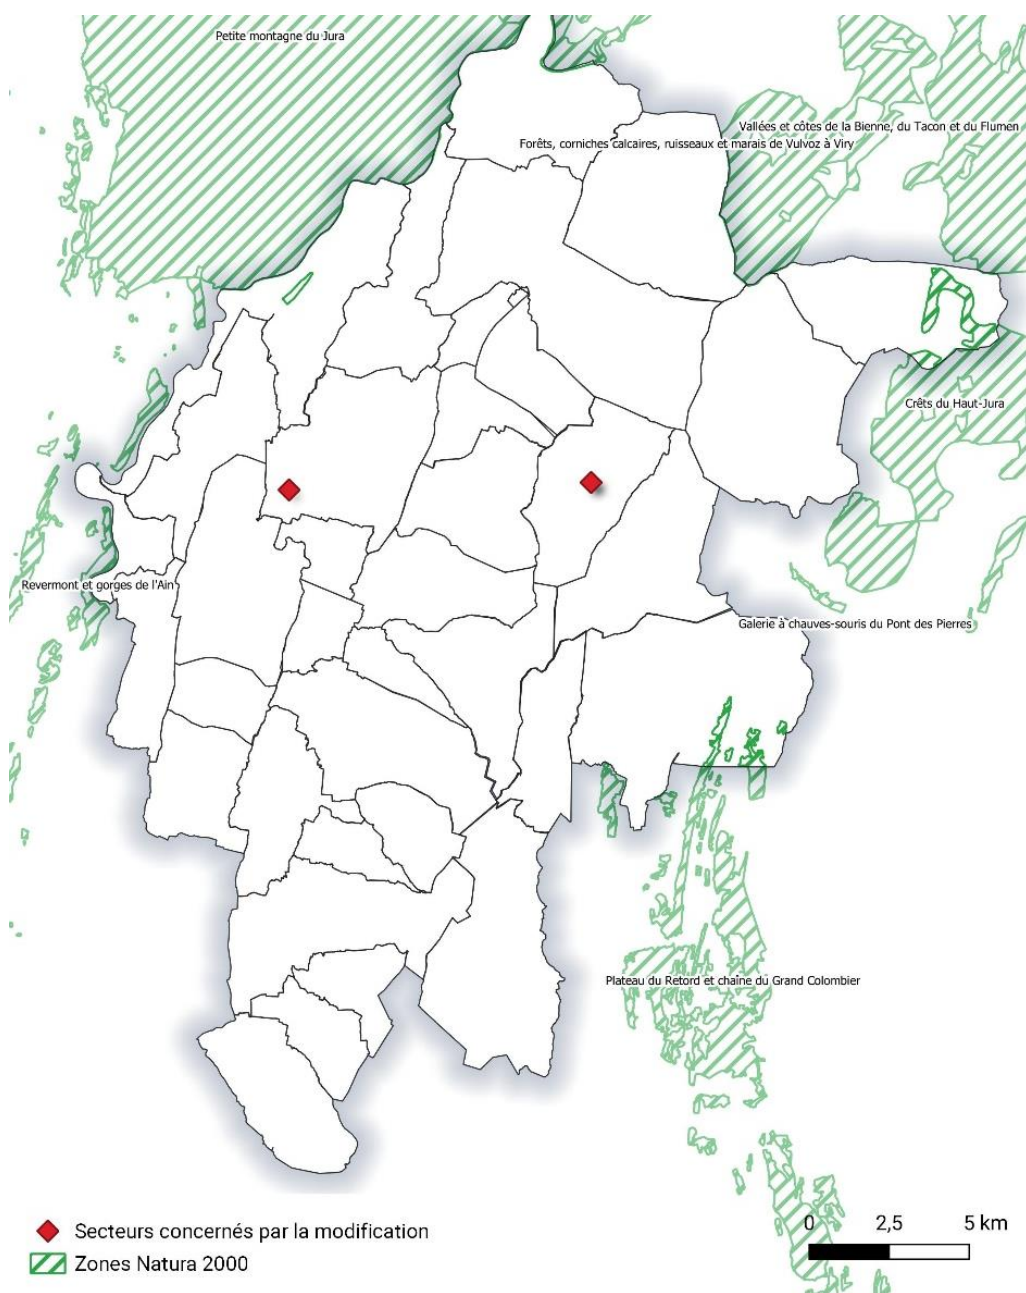 Petite montagne du Jura
Vallées et côtes de la Bienne, du Tacon et du Flumen
Forêts, corniches calcaires, ruisseaux et marais de Vulvoz à Viry
Crêts du Haut-Jura
Revermont et gorges de l'Ain
Galerie à chauves-souris du Pont des Pierres
Plateau du Retord et chaîne du Grand Colombier
Secteurs concernés par la modification
Zones Natura 2000
0 2,5 5 km